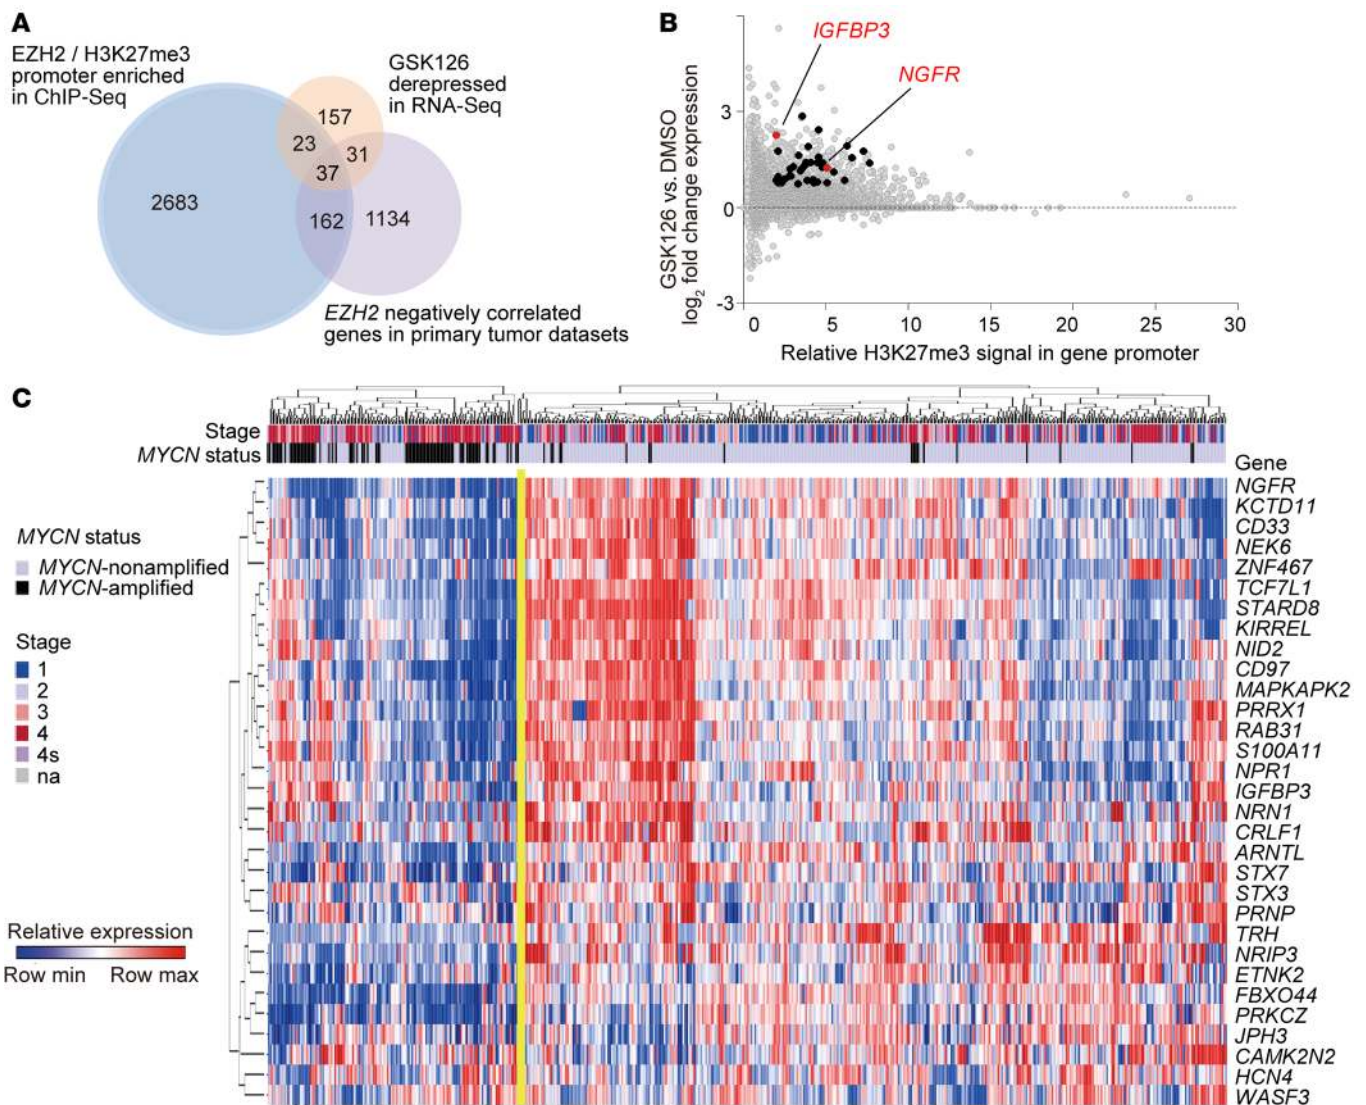 A
EZH2 / H3K27me3
promoter enriched
in ChIP-Seq
GSK126
derepressed
in RNA-Seq
157
23
31
37
2683
162
1134
EZH2 negatively correlated
genes in primary tumor datasets
B
IGFBP3
NGFR
GSK126 vs. DMSO
log2 fold change expression
3
0
-3
0
5
10
15
20
25
30
Relative H3K27me3 signal in gene promoter
C
Stage
MYCN status
Gene
MYCN status
MYCN-nonamplified
MYCN-amplified
Stage
1
2
3
4
4s
na
Relative expression
Row min Row max
NGFR
KCTD11
CD33
NEK6
ZNF467
TCF7L1
STARD8
KIRREL
NID2
CD97
MAPKAPK2
PRRX1
RAB31
S100A11
NPR1
IGFBP3
NRN1
CRLF1
ARNTL
STX7
STX3
PRNP
TRH
NRIP3
ETNK2
FBXO44
PRKCZ
JPH3
CAMK2N2
HCN4
WASF3